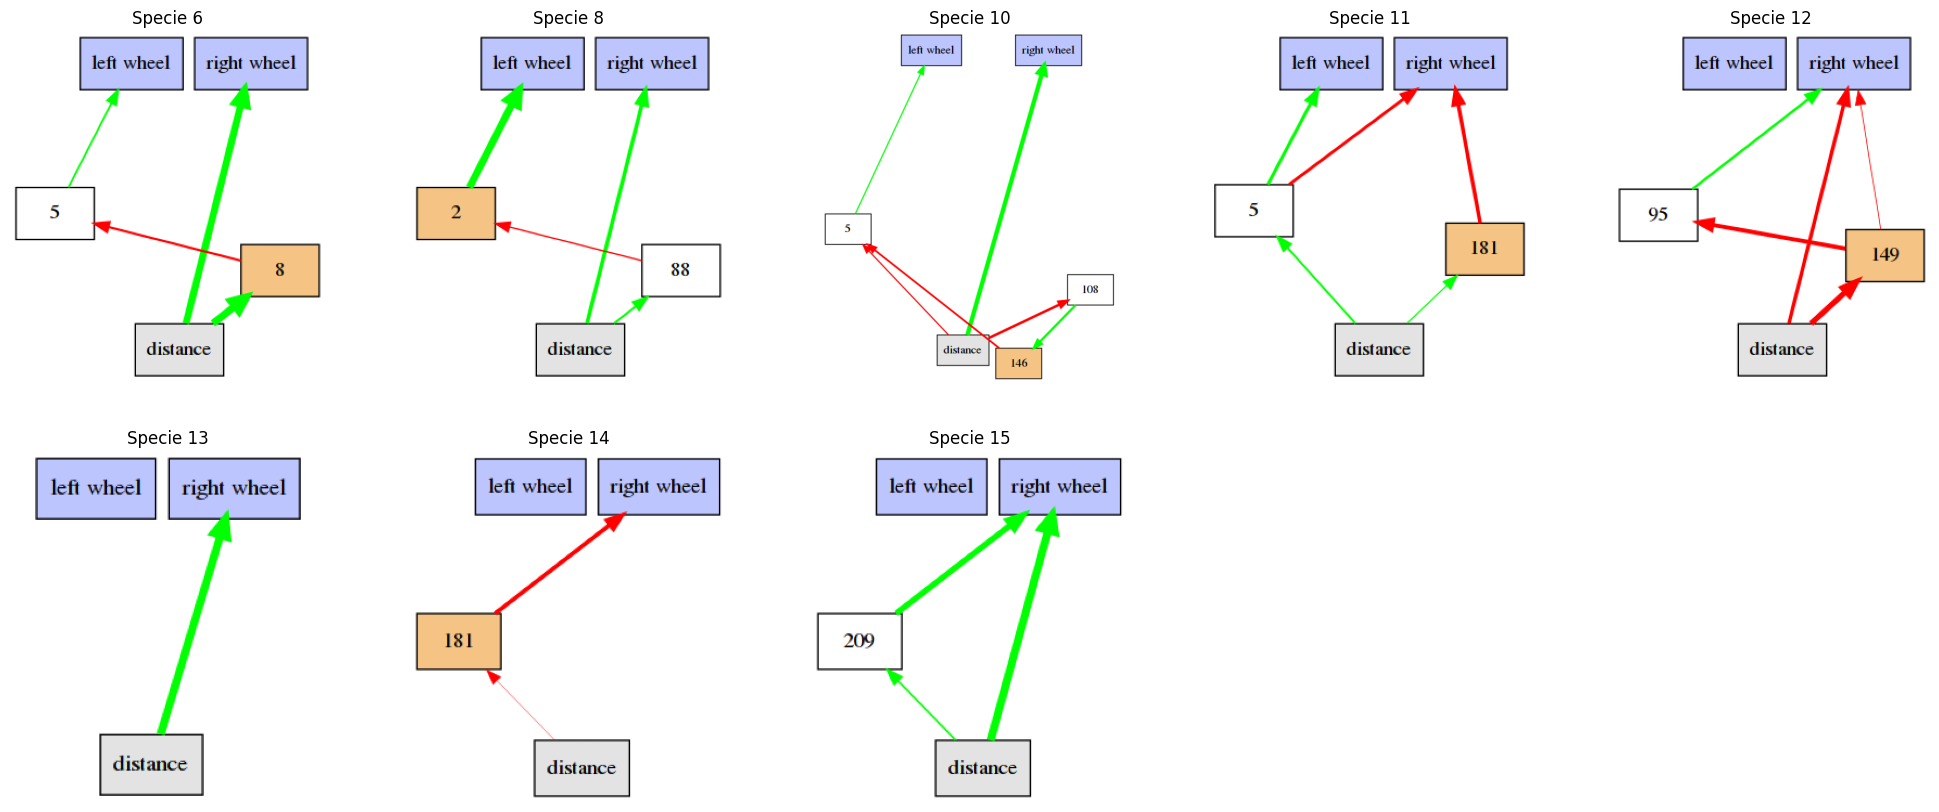 Specie 6
left wheel
right wheel
5
8
distance
Specie 8
left wheel
right wheel
2
88
distance
Specie 10
left wheel
right wheel
5
108
distance
146
Specie 11
left wheel
right wheel
5
181
distance
Specie 12
left wheel
right wheel
95
149
distance
Specie 13
left wheel
right wheel
distance
Specie 14
left wheel
right wheel
181
distance
Specie 15
left wheel
right wheel
209
distance